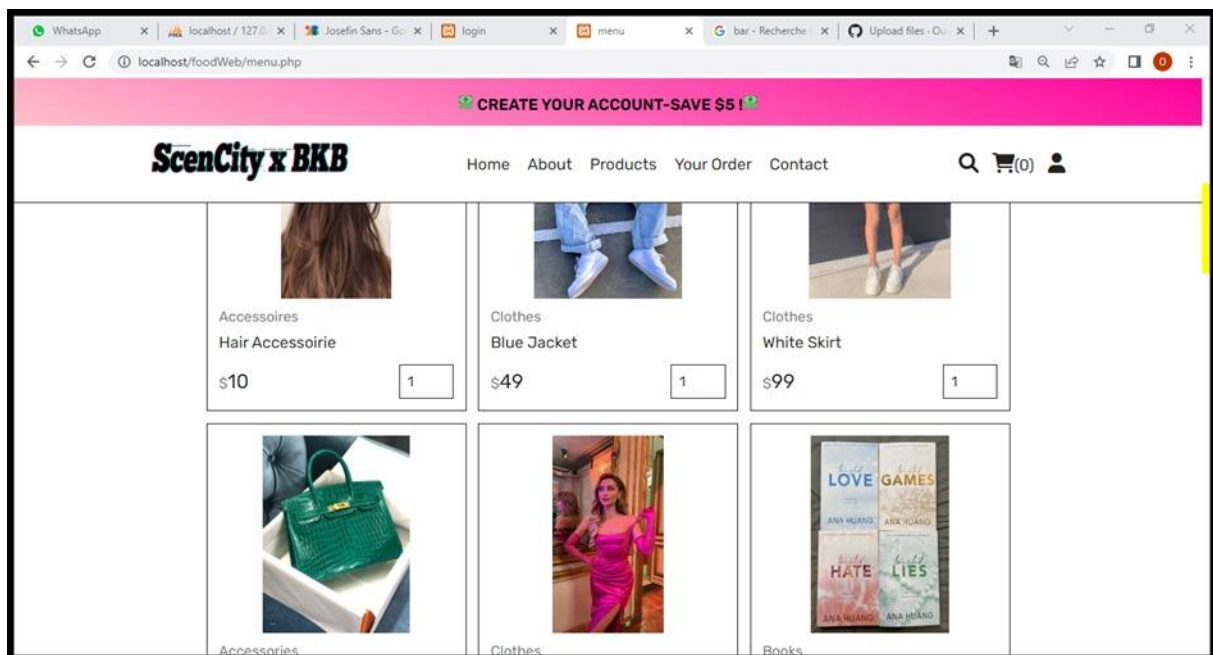 WhatsApp
localhost / 127.0.
Josefin Sans - Go
login
menu
bar - Recherche
Upload files · Ou
localhost/foodWeb/menu.php
CREATE YOUR ACCOUNT-SAVE $5 !
ScenCity x BKB
Home About Products Your Order Contact
(0)
Accessoires
Hair Accessoirie
$10
1
Clothes
Blue Jacket
$49
1
Clothes
White Skirt
$99
1
LOVE GAMES
ANA HUANG ANA HUANG
HATE LIES
ANA HUANG ANA HUANG
Accessories
Clothes
Books